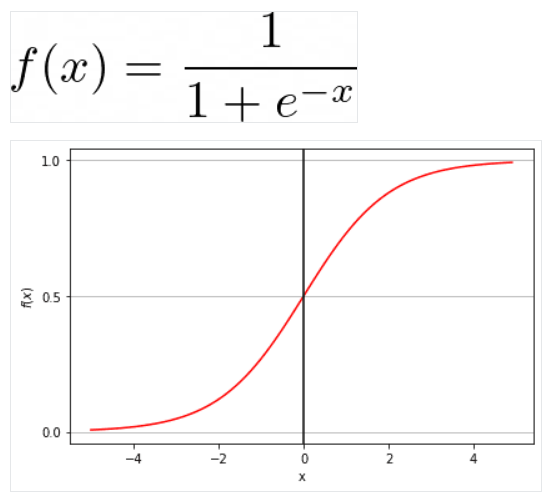 f(x) = 1 / (1 + e^{-x})
1.0
0.5
0.0
f(x)
−4 −2 0 2 4
x